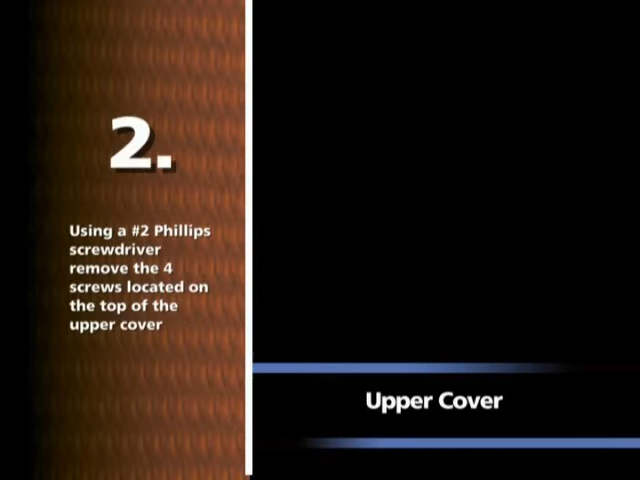 2.
Using a #2 Phillips
screwdriver
remove the 4
screws located on
the top of the
upper cover
Upper Cover